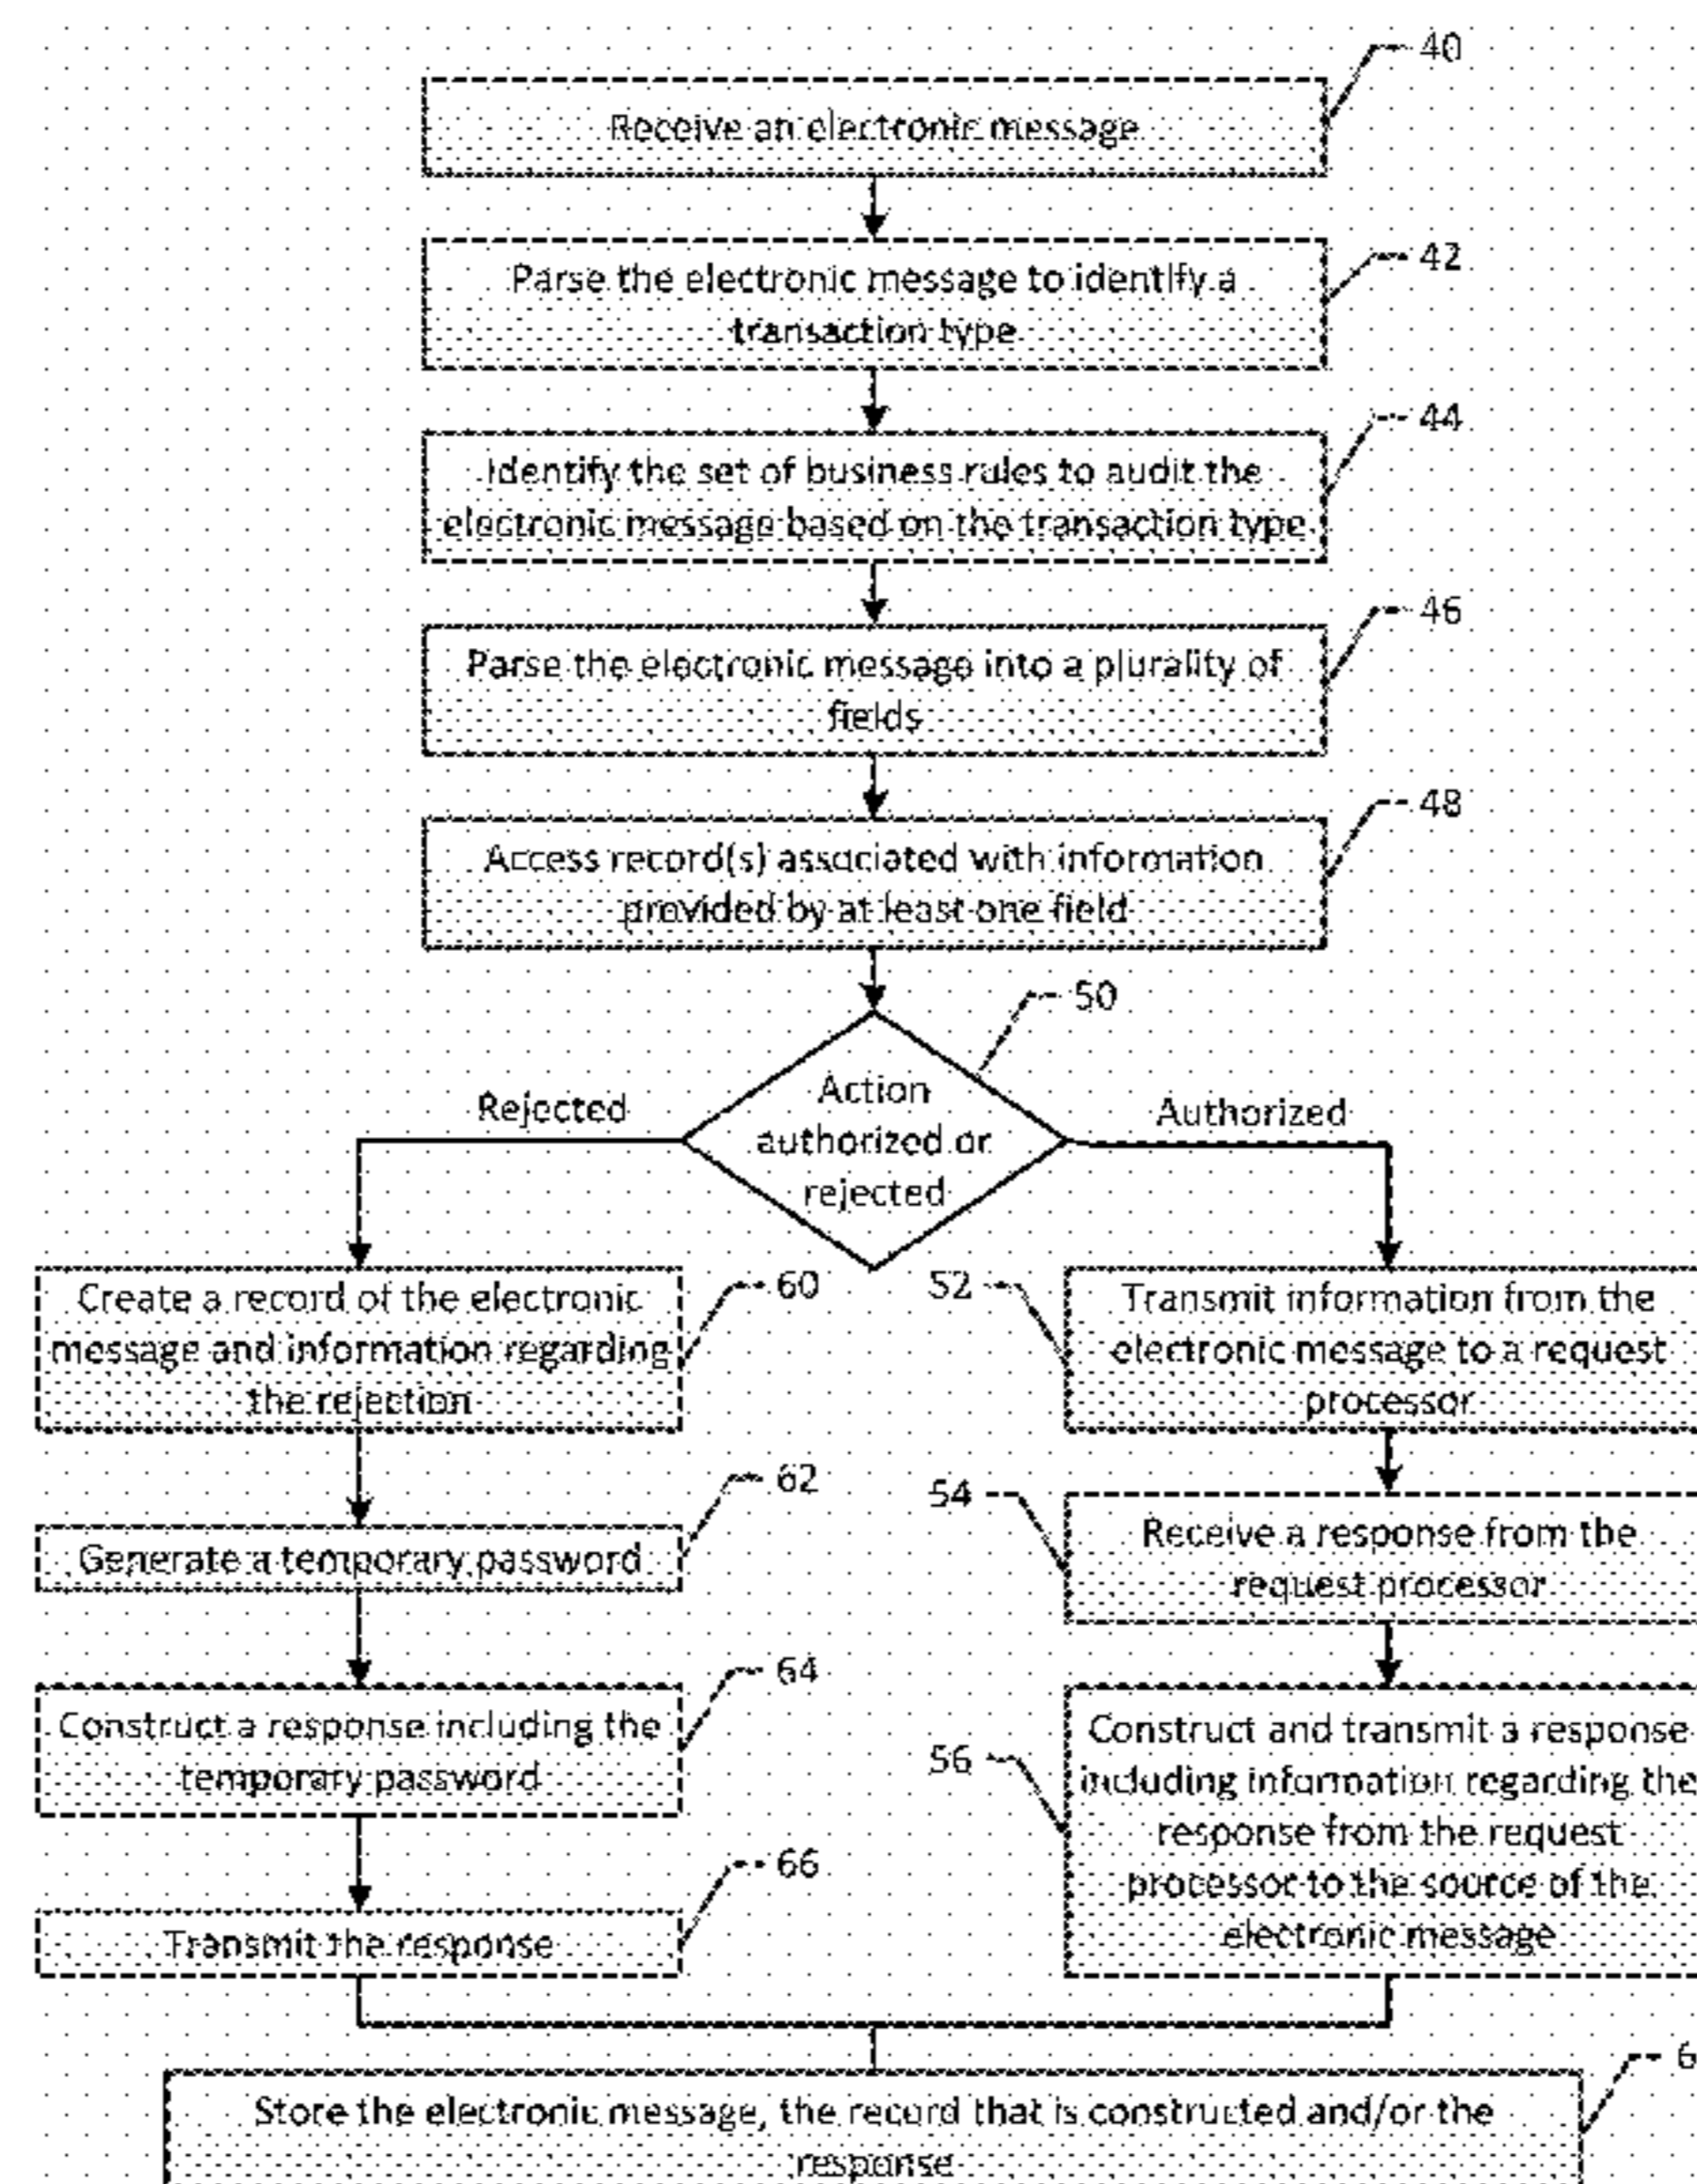 40
Receive an electronic message
42
Parse the electronic message to identify a
transaction type
44
Identify the set of business rules to audit the
electronic message based on the transaction type
46
Parse the electronic message into a plurality of
fields
48
Access record(s) associated with information
provided by at least one field
50
Action
authorized or
rejected
Rejected
Authorized
60
Create a record of the electronic
message and information regarding
the rejection
62
Generate a temporary password
64
Construct a response including the
temporary password
66
Transmit the response
52
Transmit information from the
electronic message to a request
processor
54
Receive a response from the
request processor
56
Construct and transmit a response
including information regarding the
response from the request
processor to the source of the
electronic message
6
Store the electronic message, the record that is constructed and/or the
response